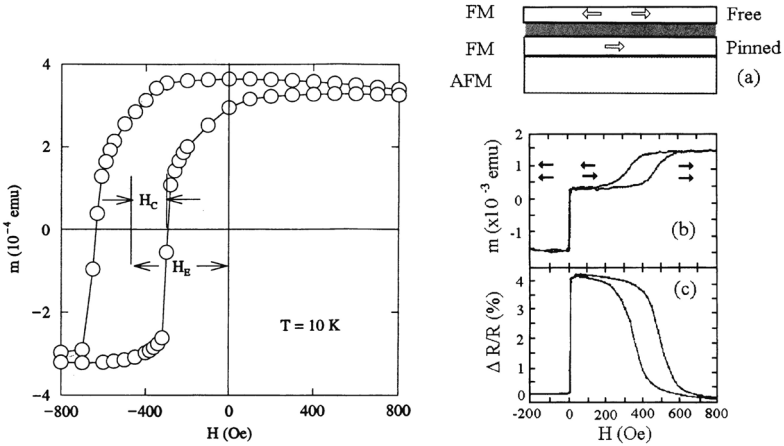 4
2
0
−2
−4
m (10⁻⁴ emu)
H_C
H_E
T = 10 K
−800 −400 0 400 800
H (Oe)
FM Free
FM Pinned
AFM (a)
2
1
0
-1
m (x10⁻³ emu)
(b)
5
4
3
2
1
0
Δ R/R (%)
(c)
-200 0 200 400 600 800
H (Oe)